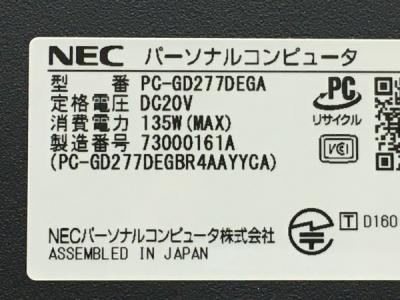 NEC パーソナルコンピュータ
型 番 PC-GD277DEGA
定格電圧 DC20V
消費電力 135W(MAX)
製造番号 73000161A
(PC-GD277DEGBR4AAYYCA)
PC
リサイクル
VCI
NECパーソナルコンピュータ株式会社
ASSEMBLED IN JAPAN
T D160